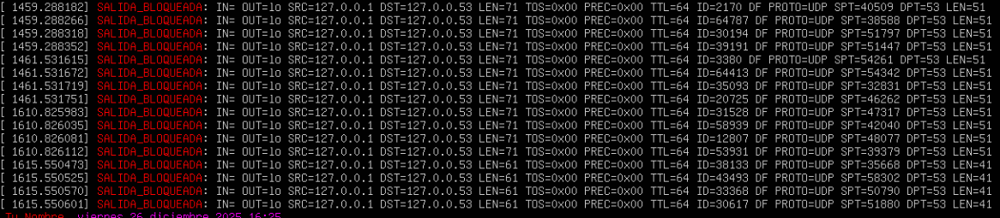 [ 1459.288182] SALIDA_BLOQUEADA: IN= OUT=lo SRC=127.0.0.1 DST=127.0.0.53 LEN=71 TOS=0x00 PREC=0x00 TTL=64 ID=2170 DF PROTO=UDP SPT=40509 DPT=53 LEN=51
[ 1459.288266] SALIDA_BLOQUEADA: IN= OUT=lo SRC=127.0.0.1 DST=127.0.0.53 LEN=71 TOS=0x00 PREC=0x00 TTL=64 ID=64787 DF PROTO=UDP SPT=38588 DPT=53 LEN=51
[ 1459.288318] SALIDA_BLOQUEADA: IN= OUT=lo SRC=127.0.0.1 DST=127.0.0.53 LEN=71 TOS=0x00 PREC=0x00 TTL=64 ID=30194 DF PROTO=UDP SPT=51797 DPT=53 LEN=51
[ 1459.288352] SALIDA_BLOQUEADA: IN= OUT=lo SRC=127.0.0.1 DST=127.0.0.53 LEN=71 TOS=0x00 PREC=0x00 TTL=64 ID=39191 DF PROTO=UDP SPT=51447 DPT=53 LEN=51
[ 1461.531615] SALIDA_BLOQUEADA: IN= OUT=lo SRC=127.0.0.1 DST=127.0.0.53 LEN=71 TOS=0x00 PREC=0x00 TTL=64 ID=3380 DF PROTO=UDP SPT=54261 DPT=53 LEN=51
[ 1461.531672] SALIDA_BLOQUEADA: IN= OUT=lo SRC=127.0.0.1 DST=127.0.0.53 LEN=71 TOS=0x00 PREC=0x00 TTL=64 ID=64413 DF PROTO=UDP SPT=54342 DPT=53 LEN=51
[ 1461.531719] SALIDA_BLOQUEADA: IN= OUT=lo SRC=127.0.0.1 DST=127.0.0.53 LEN=71 TOS=0x00 PREC=0x00 TTL=64 ID=35093 DF PROTO=UDP SPT=32831 DPT=53 LEN=51
[ 1461.531751] SALIDA_BLOQUEADA: IN= OUT=lo SRC=127.0.0.1 DST=127.0.0.53 LEN=71 TOS=0x00 PREC=0x00 TTL=64 ID=20725 DF PROTO=UDP SPT=46262 DPT=53 LEN=51
[ 1610.825983] SALIDA_BLOQUEADA: IN= OUT=lo SRC=127.0.0.1 DST=127.0.0.53 LEN=71 TOS=0x00 PREC=0x00 TTL=64 ID=31528 DF PROTO=UDP SPT=47317 DPT=53 LEN=51
[ 1610.826035] SALIDA_BLOQUEADA: IN= OUT=lo SRC=127.0.0.1 DST=127.0.0.53 LEN=71 TOS=0x00 PREC=0x00 TTL=64 ID=58939 DF PROTO=UDP SPT=42040 DPT=53 LEN=51
[ 1610.826081] SALIDA_BLOQUEADA: IN= OUT=lo SRC=127.0.0.1 DST=127.0.0.53 LEN=71 TOS=0x00 PREC=0x00 TTL=64 ID=12807 DF PROTO=UDP SPT=48077 DPT=53 LEN=51
[ 1610.826112] SALIDA_BLOQUEADA: IN= OUT=lo SRC=127.0.0.1 DST=127.0.0.53 LEN=71 TOS=0x00 PREC=0x00 TTL=64 ID=53931 DF PROTO=UDP SPT=39379 DPT=53 LEN=51
[ 1615.550473] SALIDA_BLOQUEADA: IN= OUT=lo SRC=127.0.0.1 DST=127.0.0.53 LEN=61 TOS=0x00 PREC=0x00 TTL=64 ID=38133 DF PROTO=UDP SPT=35668 DPT=53 LEN=41
[ 1615.550525] SALIDA_BLOQUEADA: IN= OUT=lo SRC=127.0.0.1 DST=127.0.0.53 LEN=61 TOS=0x00 PREC=0x00 TTL=64 ID=43493 DF PROTO=UDP SPT=58302 DPT=53 LEN=41
[ 1615.550570] SALIDA_BLOQUEADA: IN= OUT=lo SRC=127.0.0.1 DST=127.0.0.53 LEN=61 TOS=0x00 PREC=0x00 TTL=64 ID=33368 DF PROTO=UDP SPT=50790 DPT=53 LEN=41
[ 1615.550601] SALIDA_BLOQUEADA: IN= OUT=lo SRC=127.0.0.1 DST=127.0.0.53 LEN=61 TOS=0x00 PREC=0x00 TTL=64 ID=30617 DF PROTO=UDP SPT=51880 DPT=53 LEN=41
Tu Nombre viernes 26 diciembre 2025 16:25